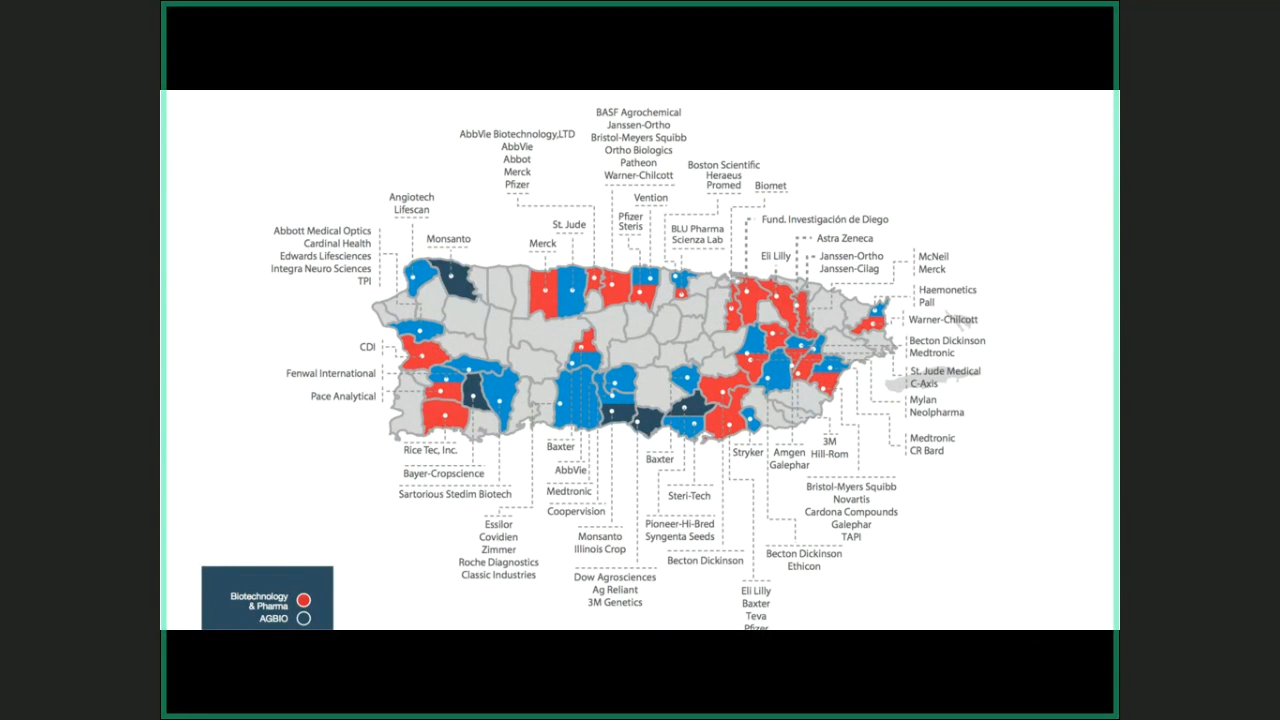 BASF Agrochemical
Janssen-Ortho
Bristol-Meyers Squibb
Ortho Biologics
Patheon
Warner-Chilcott
AbbVie Biotechnology,LTD
AbbVie
Abbot
Merck
Pfizer
Boston Scientific
Heraeus
Promed
Biomet
Vention
Angiotech
Lifescan
Pfizer
Steris
St. Jude
BLU Pharma
Scienza Lab
Fund. Investigación de Diego
Abbott Medical Optics
Cardinal Health
Edwards Lifesciences
Integra Neuro Sciences
TPI
Monsanto
Merck
Astra Zeneca
Eli Lilly
Janssen-Ortho
Janssen-Cilag
McNeil
Merck
Haemonetics
Pall
Warner-Chilcott
Becton Dickinson
Medtronic
CDI
Fenwal International
Pace Analytical
St. Jude Medical
C-Axis
Mylan
Neolpharma
Medtronic
CR Bard
Rice Tec, Inc.
Bayer-Cropscience
Sartorious Stedim Biotech
Baxter
AbbVie
Medtronic
Coopervision
Baxter
Steri-Tech
Stryker
Amgen
Galephar
3M
Hill-Rom
Bristol-Myers Squibb
Novartis
Cardona Compounds
Galephar
TAPI
Essilor
Covidien
Zimmer
Roche Diagnostics
Classic Industries
Monsanto
Illinois Crop
Pioneer-Hi-Bred
Syngenta Seeds
Becton Dickinson
Becton Dickinson
Ethicon
Dow Agrosciences
Ag Reliant
3M Genetics
Eli Lilly
Baxter
Teva
Pfizer
Biotechnology
& Pharma
AGBIO